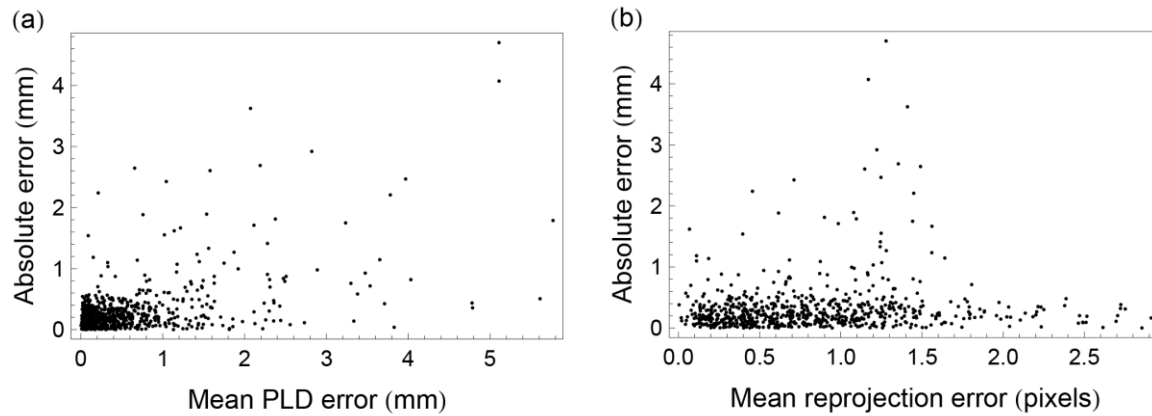 (a)
Absolute error (mm)
4
3
2
1
0
0 1 2 3 4 5
Mean PLD error (mm)
(b)
Absolute error (mm)
4
3
2
1
0
0.0 0.5 1.0 1.5 2.0 2.5
Mean reprojection error (pixels)